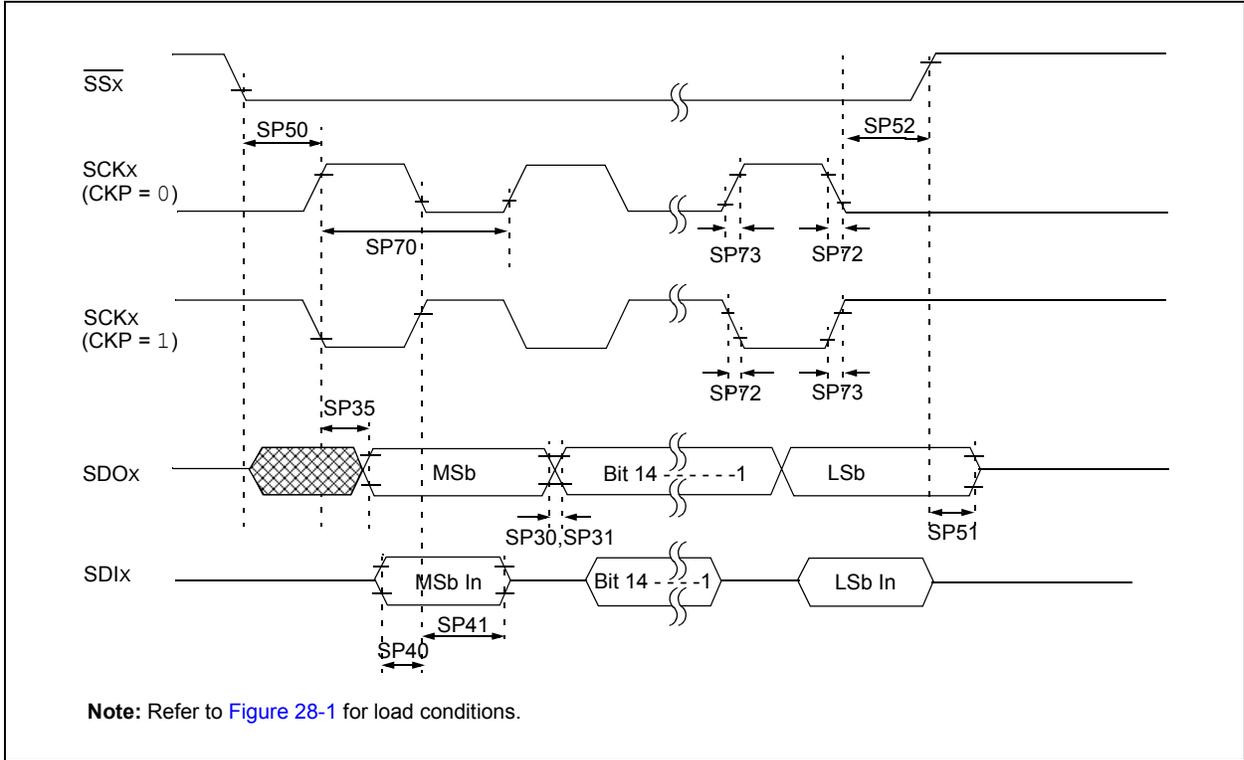 SSx
SP50
SP52
SCKx
(CKP = 0)
SP70
SP73
SP72
SCKx
(CKP = 1)
SP72
SP73
SP35
SDOx
MSb
Bit 14 - - - - - -1
LSb
SP30,SP31
SP51
SDIx
MSb In
Bit 14 - - - -1
LSb In
SP41
SP40
Note: Refer to Figure 28-1 for load conditions.